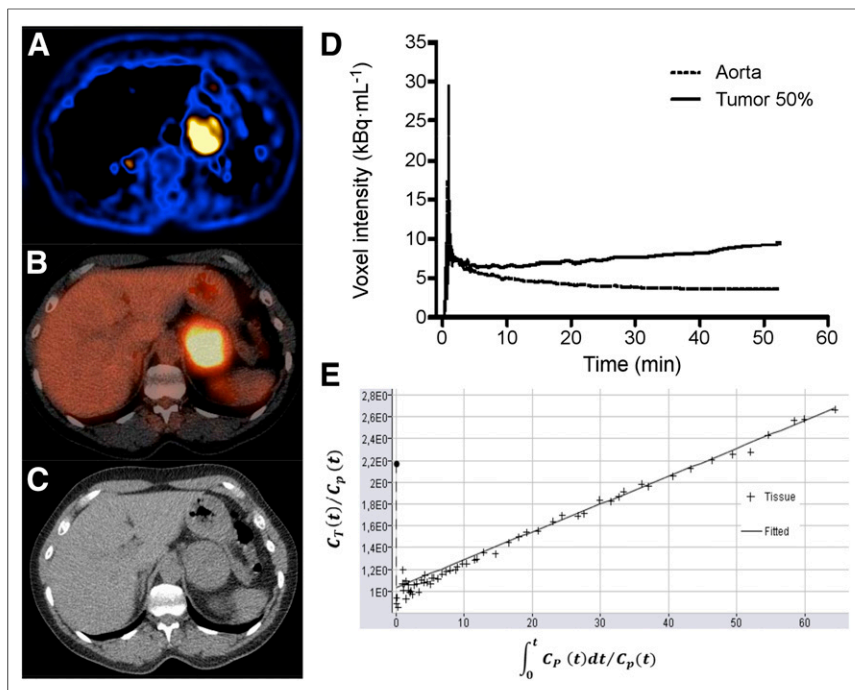 A
B
C
D
Voxel intensity (kBq·mL⁻¹)
35
30
25
20
15
10
5
0
Aorta
Tumor 50%
0 10 20 30 40 50 60
Time (min)
E
C_T(t)/C_p(t)
2,8E0
2,6E0
2,4E0
2,2E0
2E0
1,8E0
1,6E0
1,4E0
1,2E0
1E0
Tissue
Fitted
0 10 20 30 40 50 60
∫₀ᵗ C_P (t)dt/C_p(t)